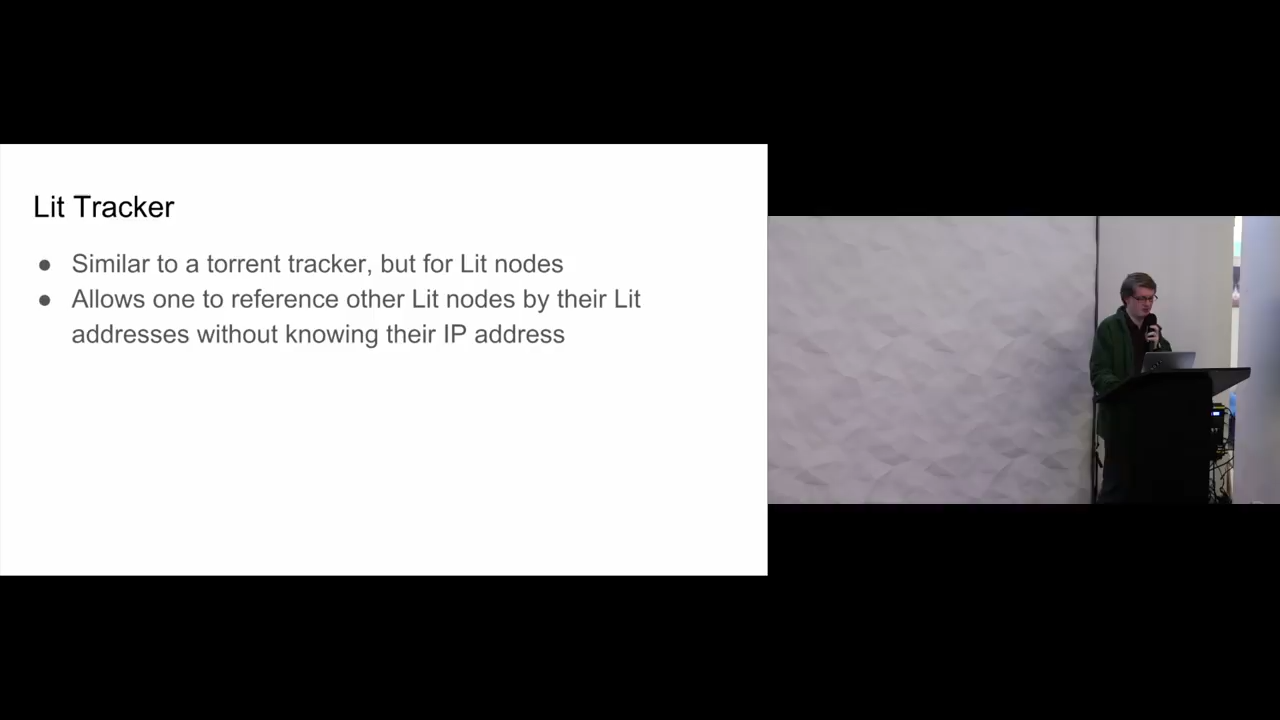 Lit Tracker
● Similar to a torrent tracker, but for Lit nodes
● Allows one to reference other Lit nodes by their Lit
addresses without knowing their IP address